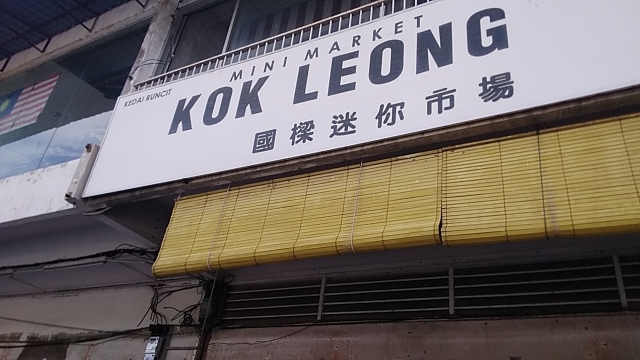 KEDAI RUNCIT
MINI MARKET
KOK LEONG
國樑迷你市場